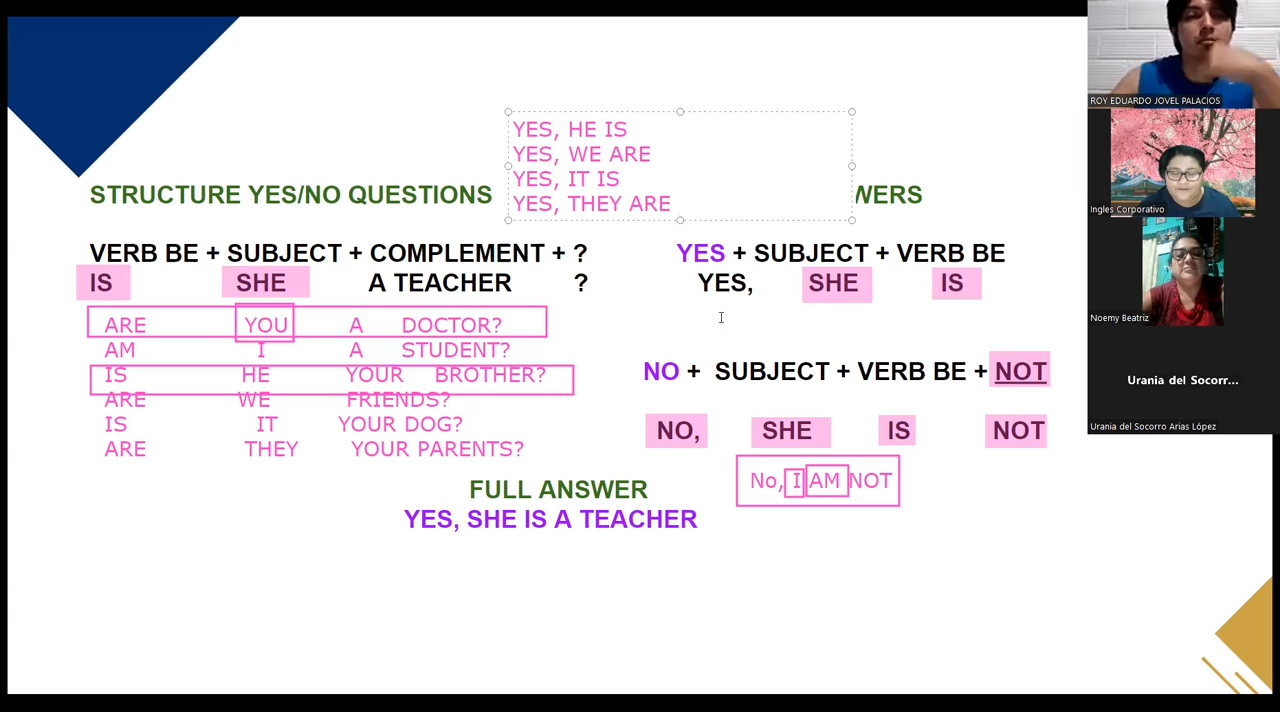 YES, HE IS
YES, WE ARE
YES, IT IS
YES, THEY ARE
STRUCTURE YES/NO QUESTIONS
WERS
VERB BE + SUBJECT + COMPLEMENT + ?
IS SHE A TEACHER ?
ARE YOU A DOCTOR?
AM I A STUDENT?
IS HE YOUR BROTHER?
ARE WE FRIENDS?
IS IT YOUR DOG?
ARE THEY YOUR PARENTS?
YES + SUBJECT + VERB BE
YES, SHE IS
NO + SUBJECT + VERB BE + NOT
NO, SHE IS NOT
No, I AM NOT
FULL ANSWER
YES, SHE IS A TEACHER
ROY EDUARDO JOVEL PALACIOS
Ingles Corporativo
Noemy Beatriz
Urania del Socorr...
Urania del Socorro Arias López